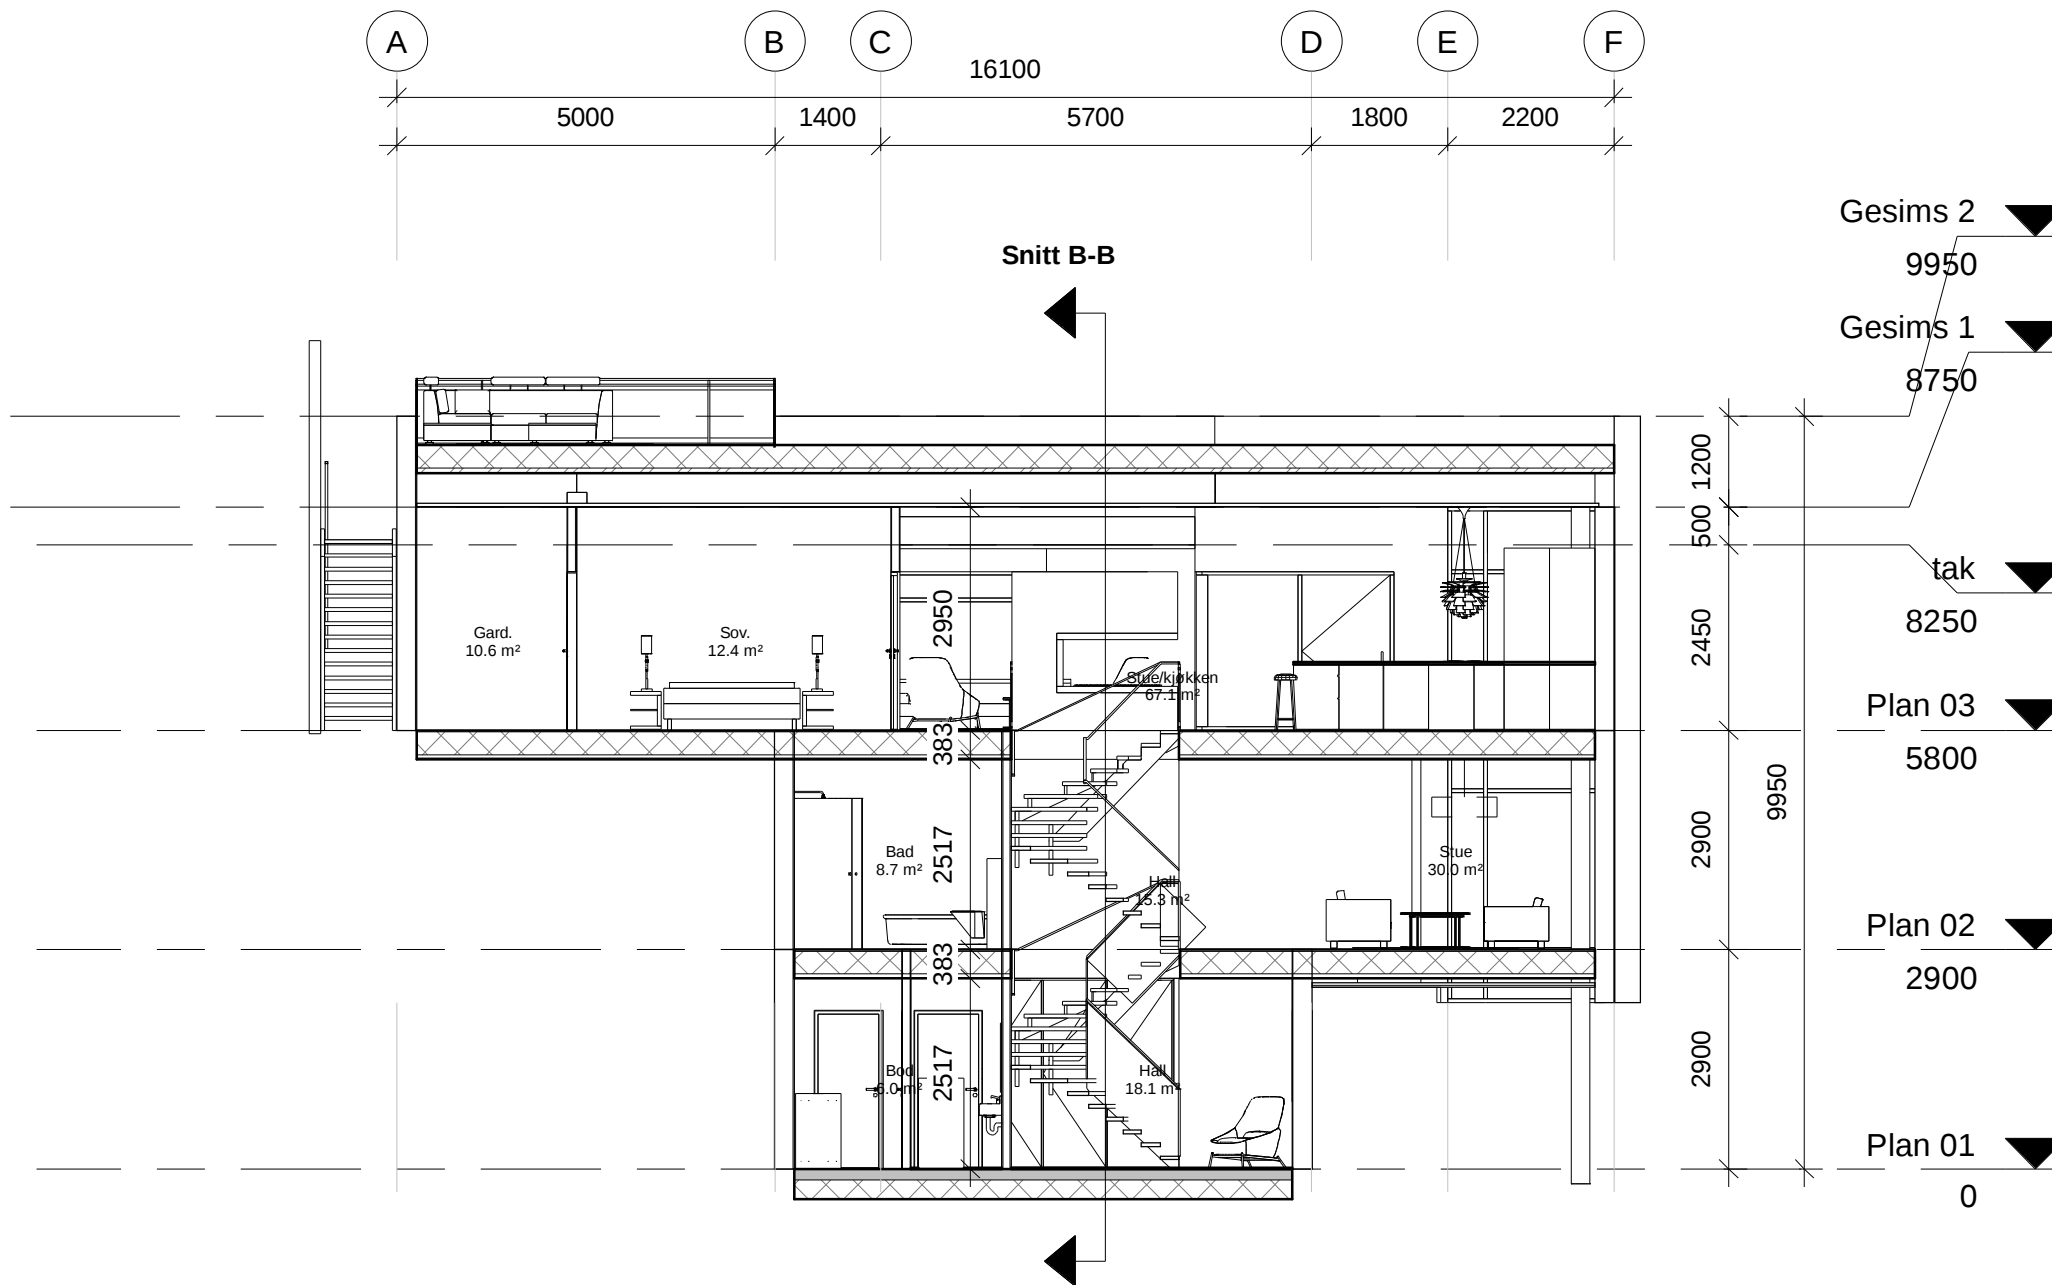 A
B
C
D
E
F
16100
5000
1400
5700
1800
2200
Snitt B-B
Gesims 2
9950
Gesims 1
8750
tak
8250
Plan 03
5800
Plan 02
2900
Plan 01
0
1200
500
2450
2900
2900
9950
2950
383
2517
383
2517
Gard.
10.6 m²
Sov.
12.4 m²
Stue/kjøkken
67.1 m²
Bad
8.7 m²
Hall
15.3 m²
Stue
30.0 m²
Bod
6.0 m²
Hall
18.1 m²